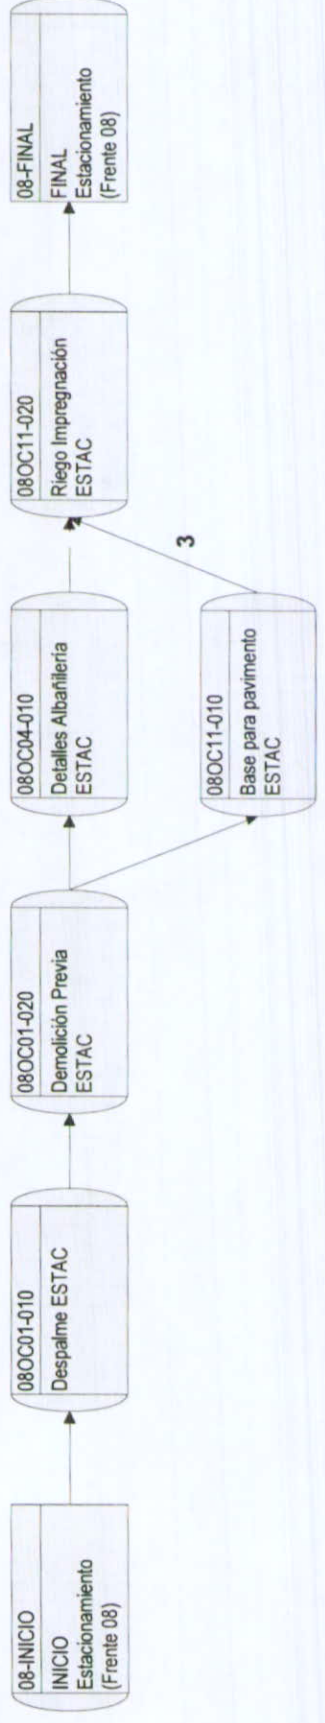 08-INICIO
INICIO
Estacionamiento
(Frente 08)
08OC01-010
Despalme ESTAC
08OC01-020
Demolición Previa
ESTAC
08OC04-010
Detalles Albañilería
ESTAC
08OC11-010
Base para pavimento
ESTAC
3
08OC11-020
Riego Impregnación
ESTAC
08-FINAL
FINAL
Estacionamiento
(Frente 08)